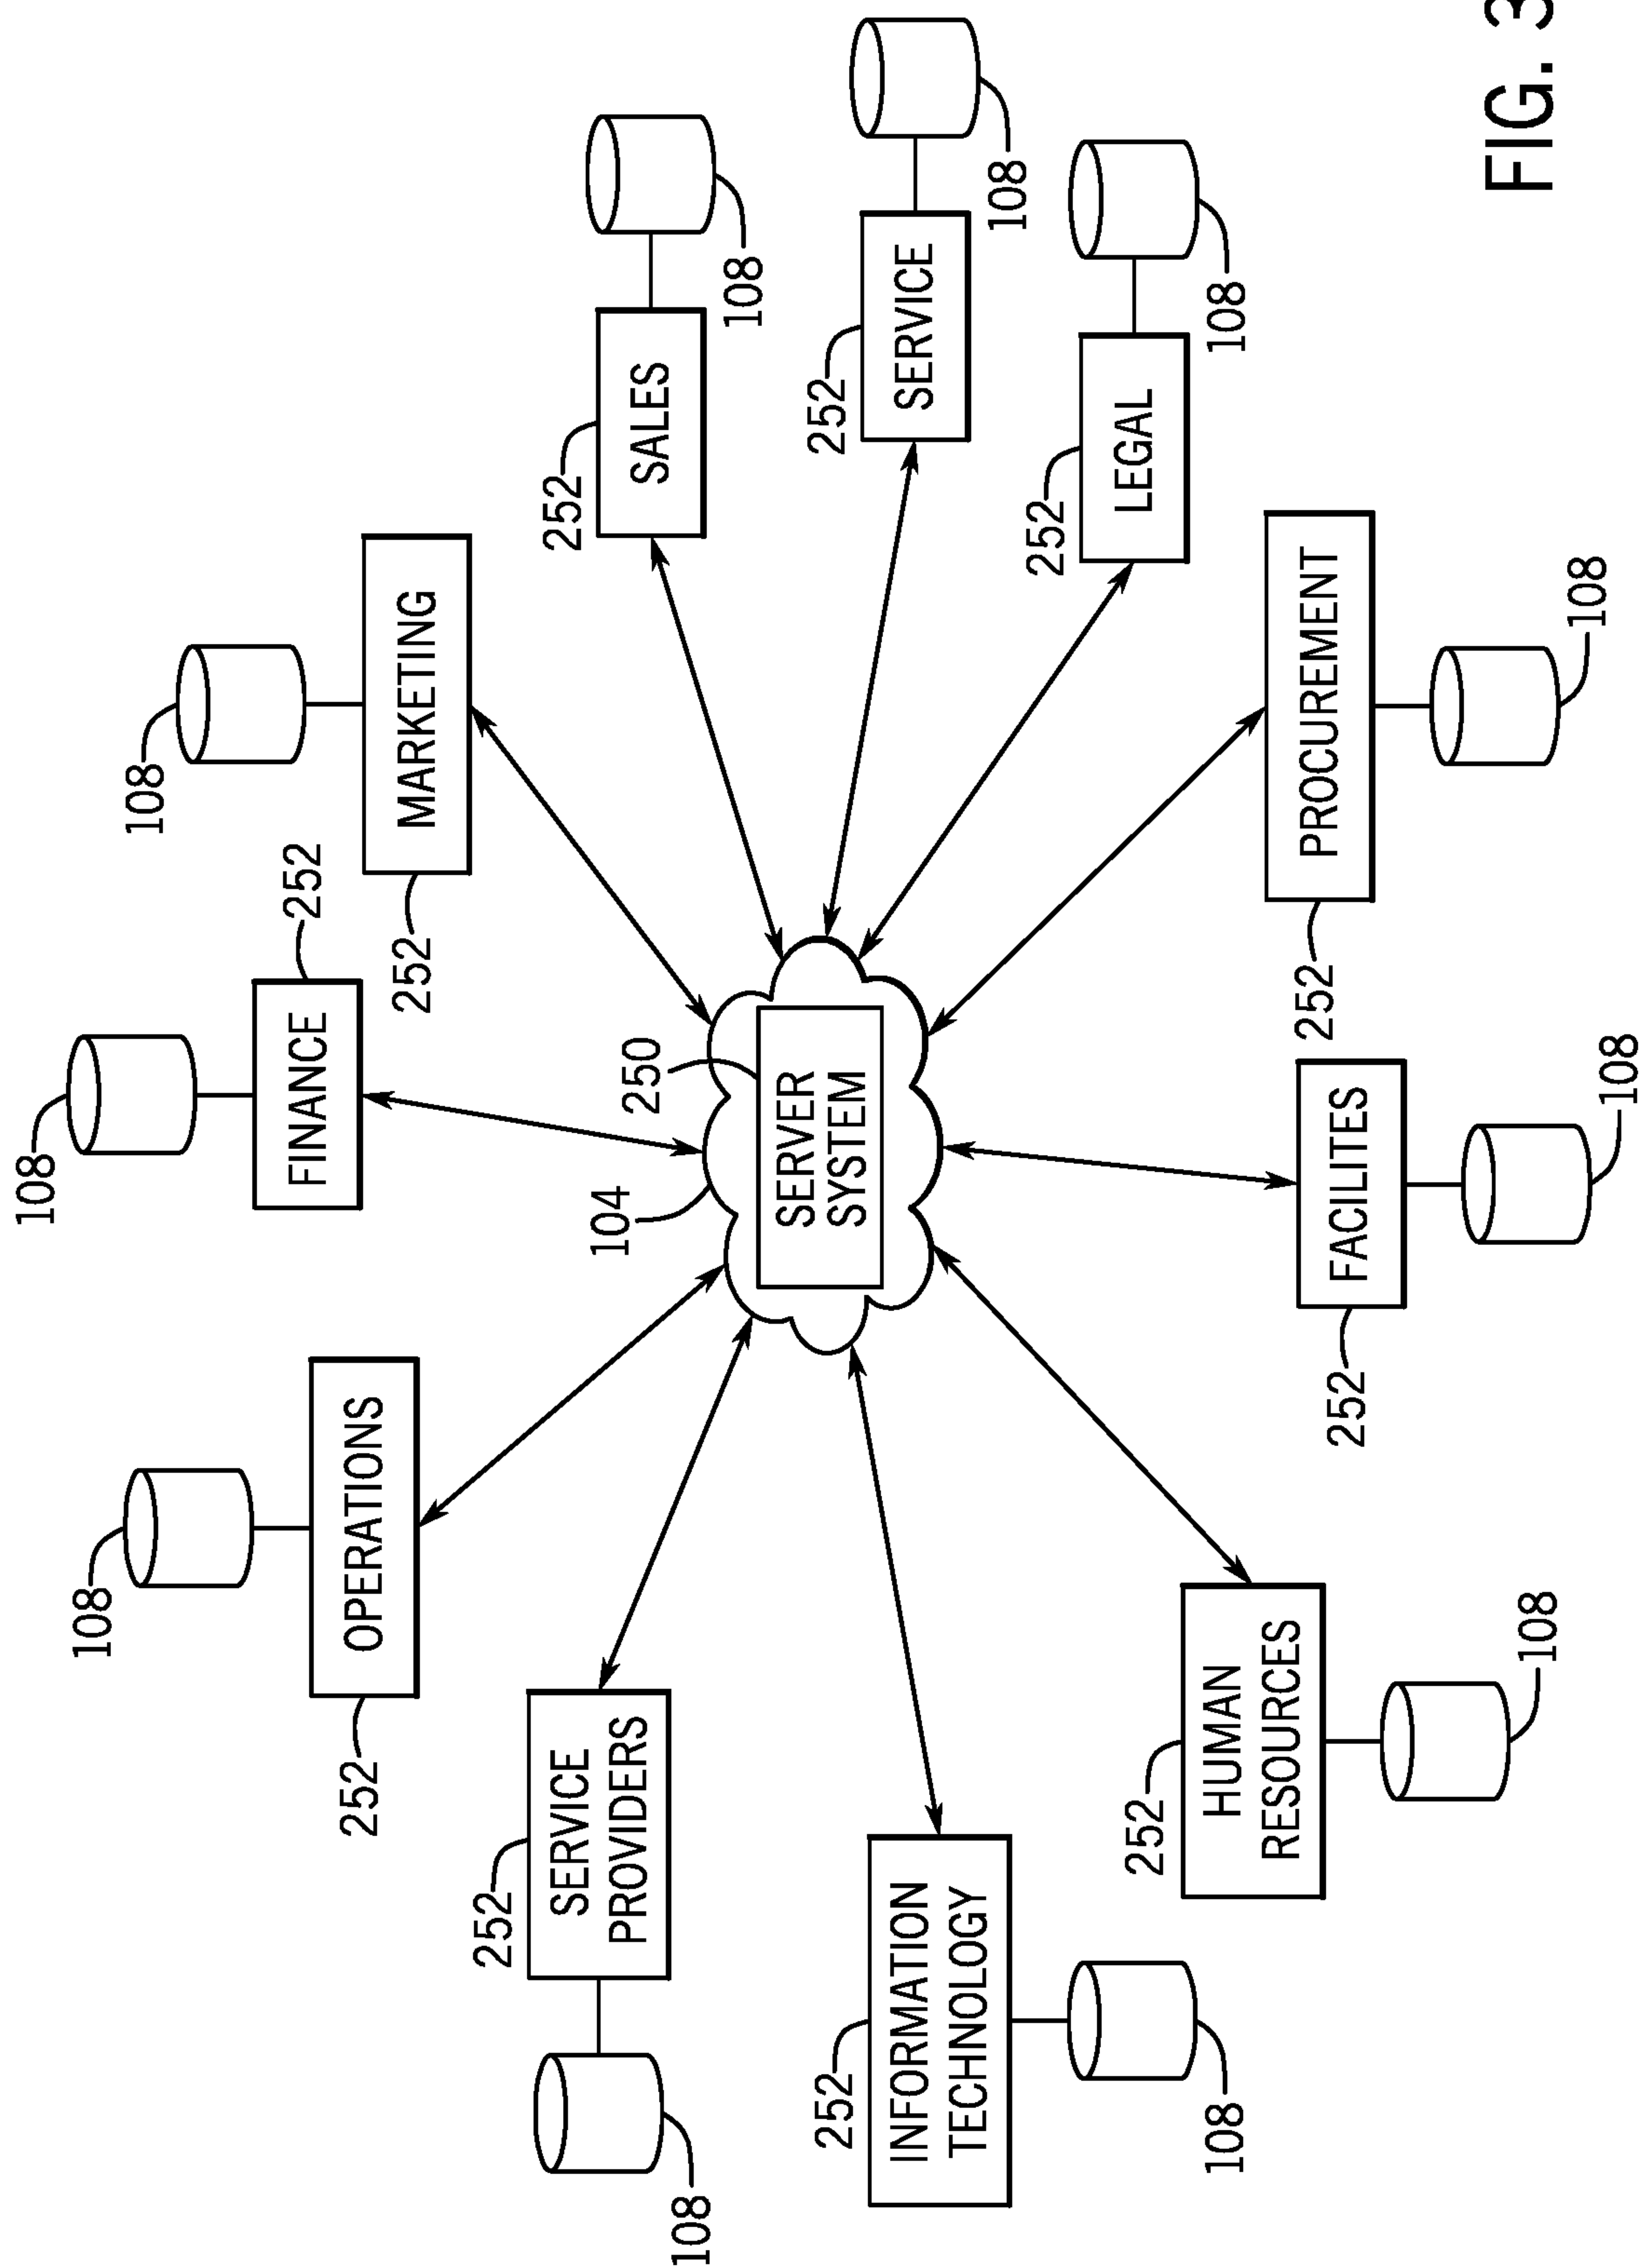 108
FINANCE
252
108
OPERATIONS
252
108
MARKETING
252
252
SERVICE
PROVIDERS
108
252
SALES
108
104
250
SERVER
SYSTEM
252
SERVICE
108
252
INFORMATION
TECHNOLOGY
108
252
LEGAL
108
252
HUMAN
RESOURCES
108
FACILITES
252
108
PROCUREMENT
252
108
FIG. 3